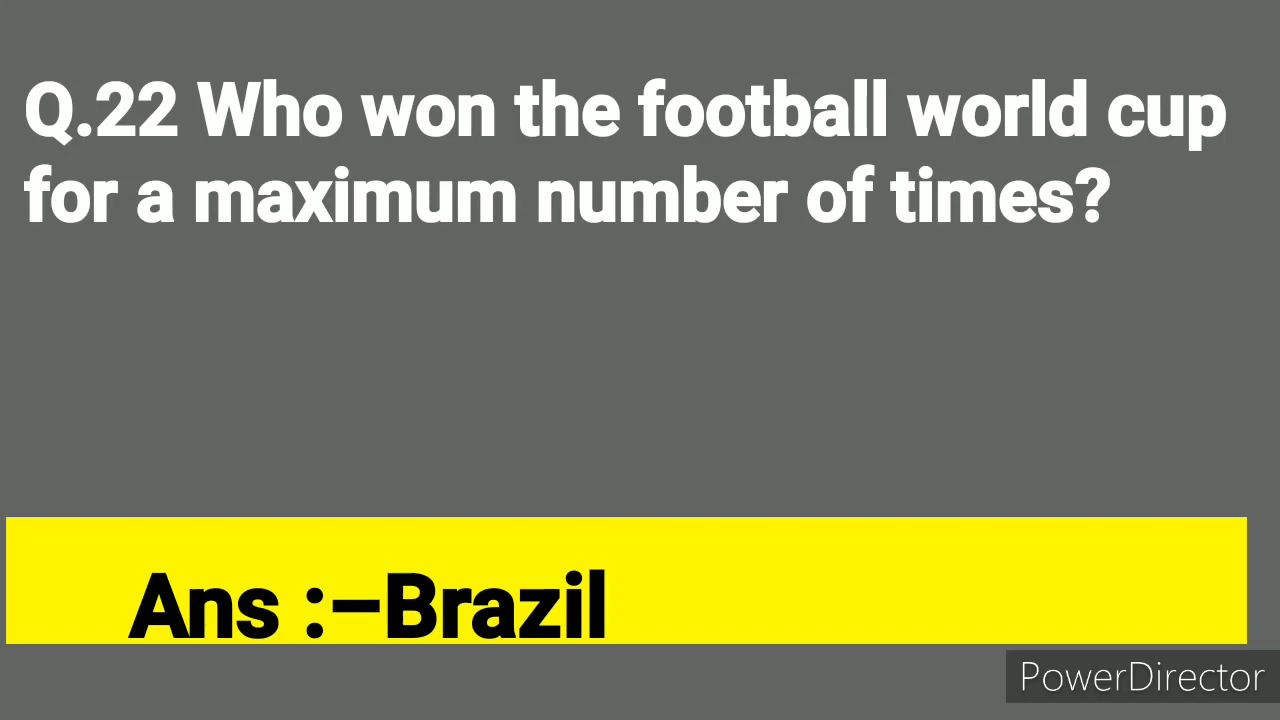 Q.22 Who won the football world cup
for a maximum number of times?
Ans :–Brazil
PowerDirector